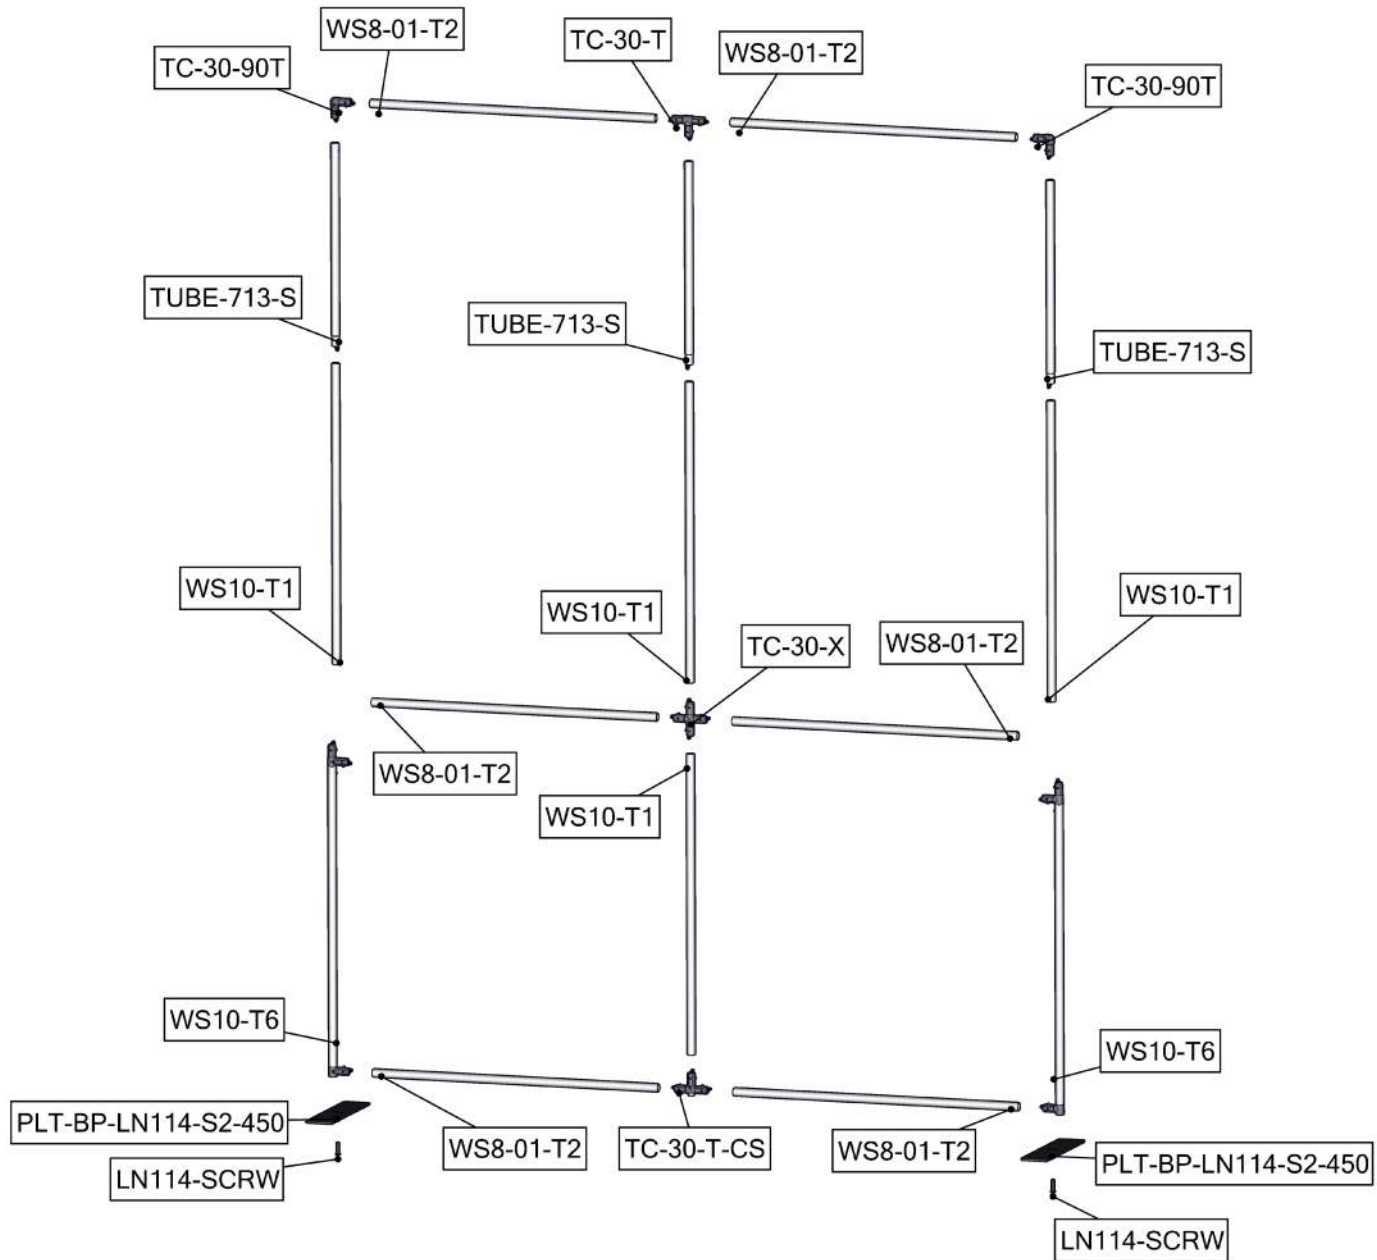 WS8-01-T2
TC-30-T
WS8-01-T2
TC-30-90T
TC-30-90T
TUBE-713-S
TUBE-713-S
TUBE-713-S
WS10-T1
WS10-T1
WS10-T1
TC-30-X
WS8-01-T2
WS8-01-T2
WS10-T1
WS10-T6
WS10-T6
PLT-BP-LN114-S2-450
WS8-01-T2
TC-30-T-CS
WS8-01-T2
PLT-BP-LN114-S2-450
LN114-SCRW
LN114-SCRW